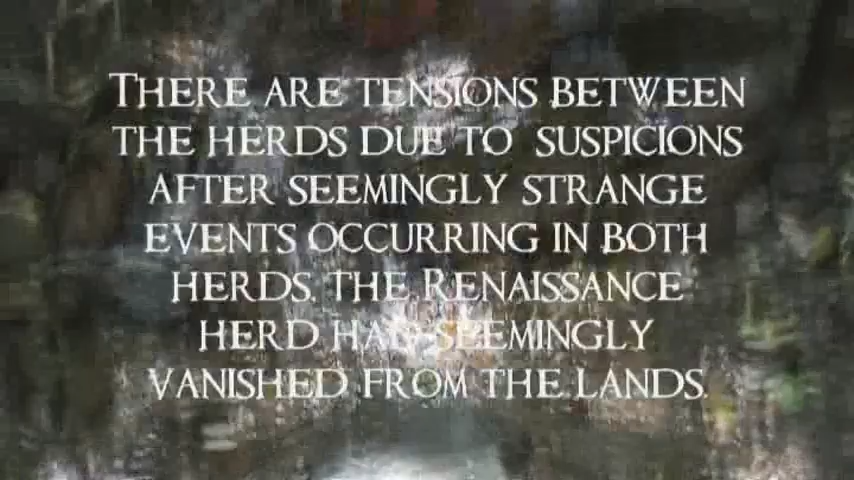 THERE ARE TENSIONS BETWEEN
THE HERDS DUE TO SUSPICIONS
AFTER SEEMINGLY STRANGE
EVENTS OCCURRING IN BOTH
HERDS. THE RENAISSANCE
HERD HAD SEEMINGLY
VANISHED FROM THE LANDS.